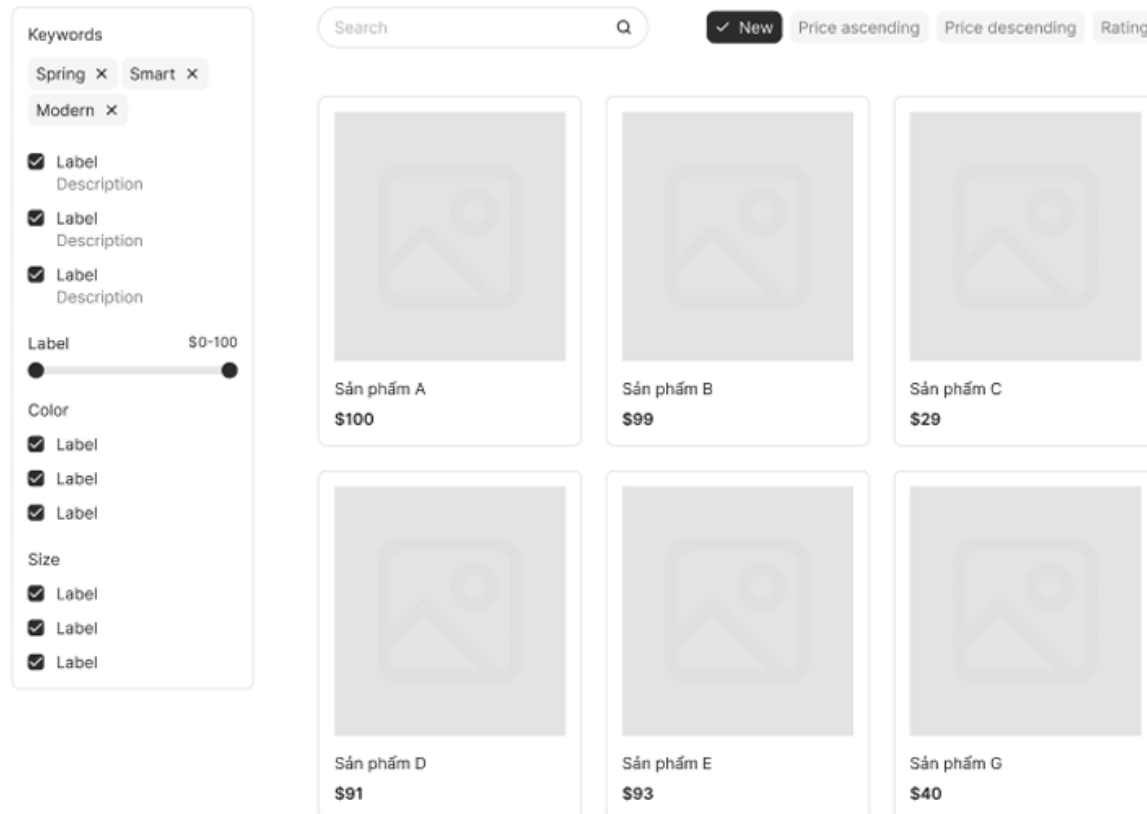 Keywords
Spring
Smart
Modern
Label
Description
Label
Description
Label
Description
Label $0-100
Color
Label
Label
Label
Size
Label
Label
Label
Search
New Price ascending Price descending Rating
Sản phẩm A
$100
Sản phẩm B
$99
Sản phẩm C
$29
Sản phẩm D
$91
Sản phẩm E
$93
Sản phẩm G
$40